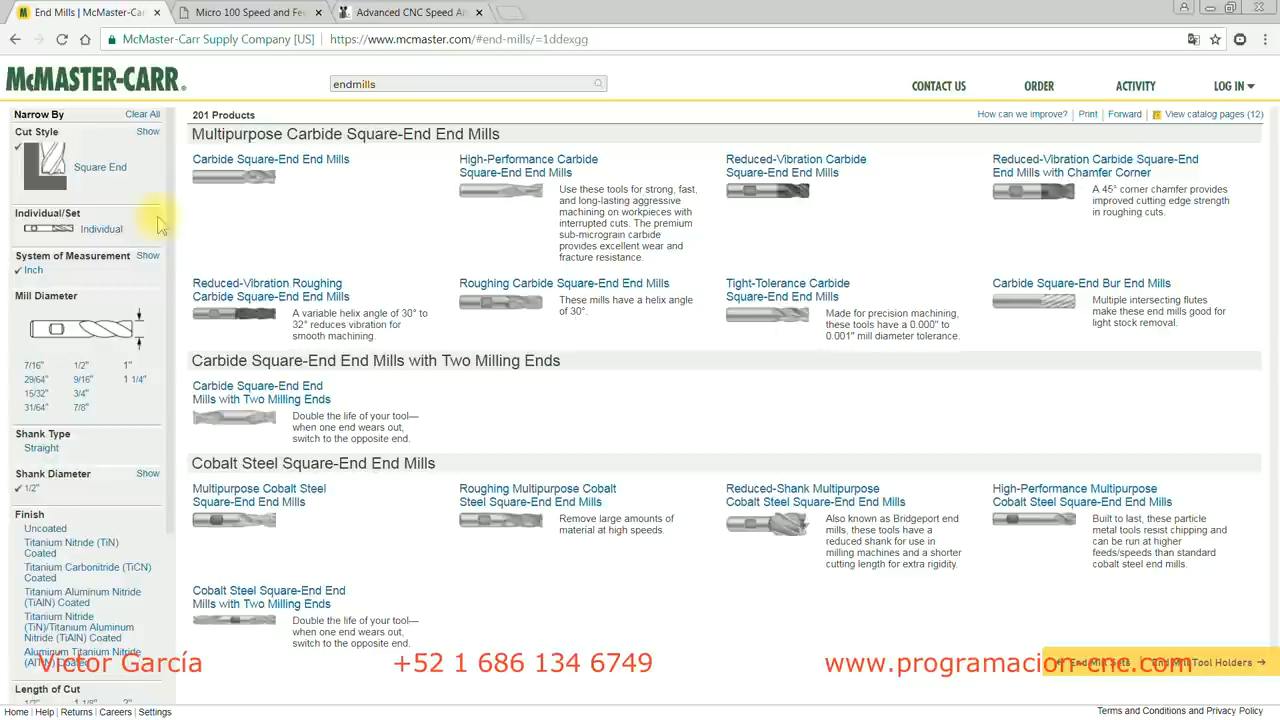 End Mills | McMaster-Car
Micro 100 Speed and Fe
Advanced CNC Speed A
McMaster-Carr Supply Company [US]
https://www.mcmaster.com/#end-mills/=1ddexgg
McMASTER-CARR®
endmills
CONTACT US
ORDER
ACTIVITY
LOG IN
Narrow By
Clear All
Cut Style
Show
Square End
Individual/Set
Individual
System of Measurement
Show
Inch
Mill Diameter
7/16" 1/2" 1"
29/64" 9/16" 1 1/4"
15/32" 3/4"
31/64" 7/8"
Shank Type
Straight
Shank Diameter
Show
1/2"
Finish
Uncoated
Titanium Nitride (TiN)
Coated
Titanium Carbonitride (TiCN)
Coated
Titanium Aluminum Nitride
(TiAlN) Coated
Titanium Nitride
(TiN)/Titanium Aluminum
Nitride (TiAlN) Coated
Aluminum Titanium Nitride
(AlTiN) Coated
Length of Cut
201 Products
How can we improve?
Print
Forward
View catalog pages (12)
Multipurpose Carbide Square-End End Mills
Carbide Square-End End Mills
High-Performance Carbide
Square-End End Mills
Use these tools for strong, fast,
and long-lasting aggressive
machining on workpieces with
interrupted cuts. The premium
sub-micrograin carbide
provides excellent wear and
fracture resistance.
Reduced-Vibration Carbide
Square-End End Mills
Reduced-Vibration Carbide Square-End
End Mills with Chamfer Corner
A 45° corner chamfer provides
improved cutting edge strength
in roughing cuts.
Reduced-Vibration Roughing
Carbide Square-End End Mills
A variable helix angle of 30° to
32° reduces vibration for
smooth machining.
Roughing Carbide Square-End End Mills
These mills have a helix angle
of 30°.
Tight-Tolerance Carbide
Square-End End Mills
Made for precision machining,
these tools have a 0.000" to
0.001" mill diameter tolerance.
Carbide Square-End Bur End Mills
Multiple intersecting flutes
make these end mills good for
light stock removal.
Carbide Square-End End Mills with Two Milling Ends
Carbide Square-End End
Mills with Two Milling Ends
Double the life of your tool—
when one end wears out,
switch to the opposite end.
Cobalt Steel Square-End End Mills
Multipurpose Cobalt Steel
Square-End End Mills
Roughing Multipurpose Cobalt
Steel Square-End End Mills
Remove large amounts of
material at high speeds.
Reduced-Shank Multipurpose
Cobalt Steel Square-End End Mills
Also known as Bridgeport end
mills, these tools have a
reduced shank for use in
milling machines and a shorter
cutting length for extra rigidity.
High-Performance Multipurpose
Cobalt Steel Square-End End Mills
Built to last, these particle
metal tools resist chipping and
can be run at higher
feeds/speeds than standard
cobalt steel end mills.
Cobalt Steel Square-End End
Mills with Two Milling Ends
Double the life of your tool—
when one end wears out,
switch to the opposite end.
Victor García
+52 1 686 134 6749
www.programacion-cnc.com
End Mill Sets
End Mill Tool Holders
Home | Help | Returns | Careers | Settings
Terms and Conditions and Privacy Policy